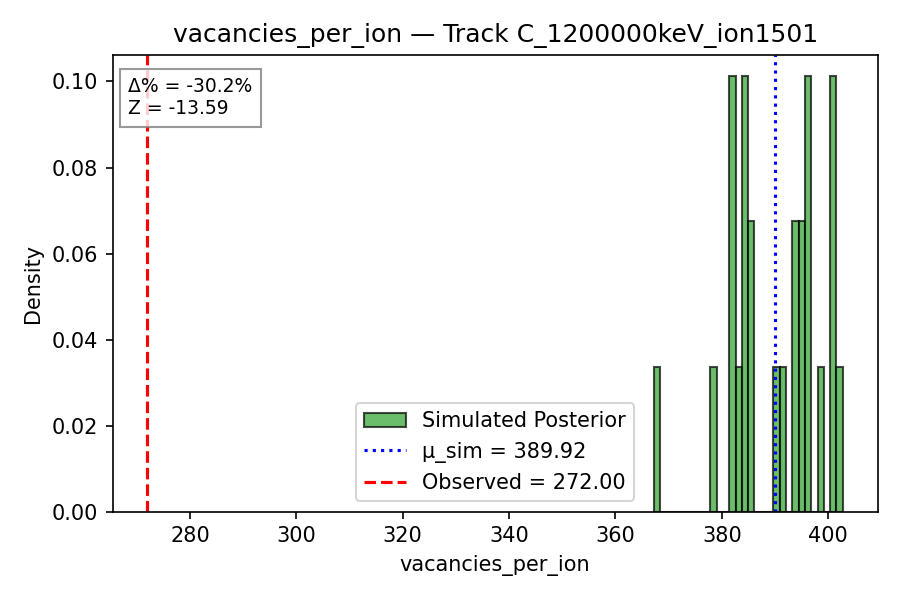 vacancies_per_ion — Track C_1200000keV_ion1501
Δ% = -30.2%
Z = -13.59
Density
0.10
0.08
0.06
0.04
0.02
0.00
Simulated Posterior
μ_sim = 389.92
Observed = 272.00
280 300 320 340 360 380 400
vacancies_per_ion